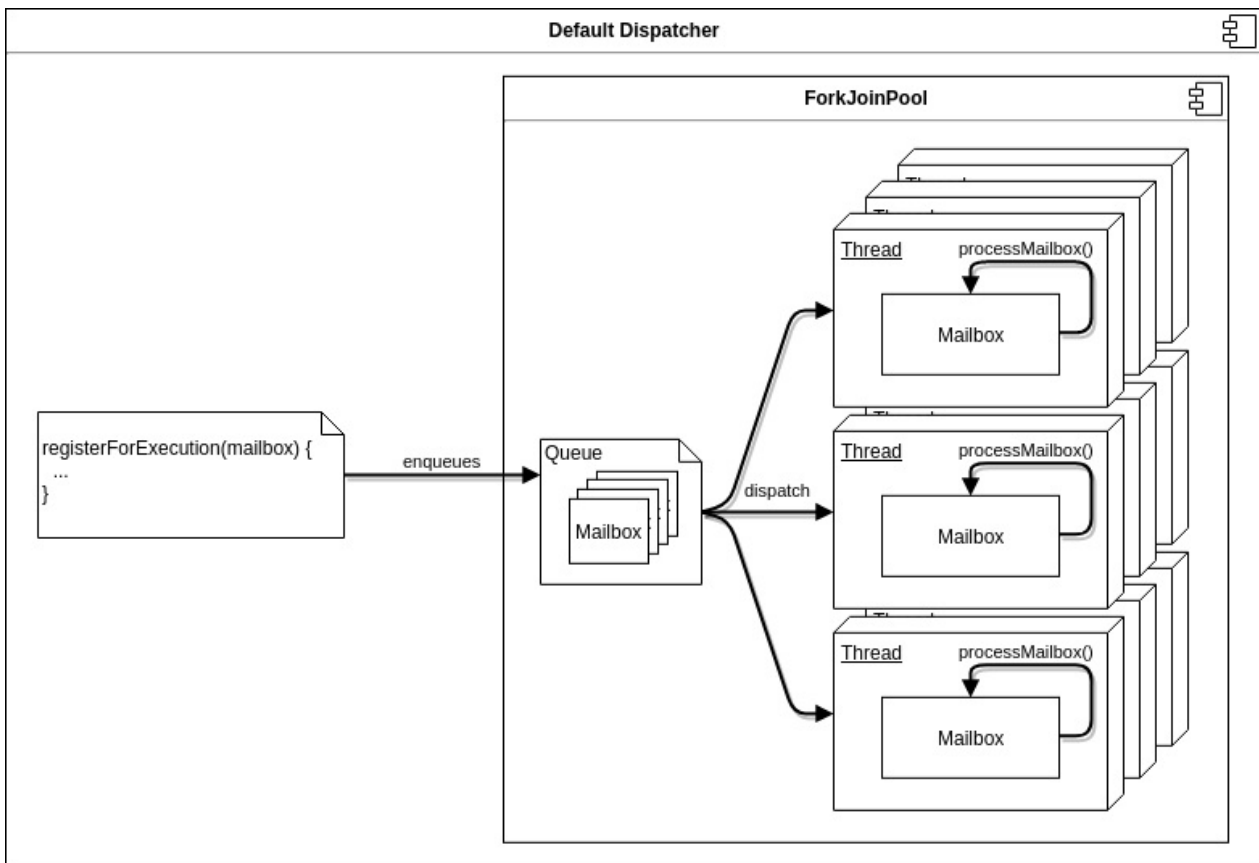 Default Dispatcher
ForkJoinPool
Thread
processMailbox()
Mailbox
registerForExecution(mailbox) {
...
}
enqueues
Queue
Mailbox
dispatch
Thread
processMailbox()
Mailbox
Thread
processMailbox()
Mailbox